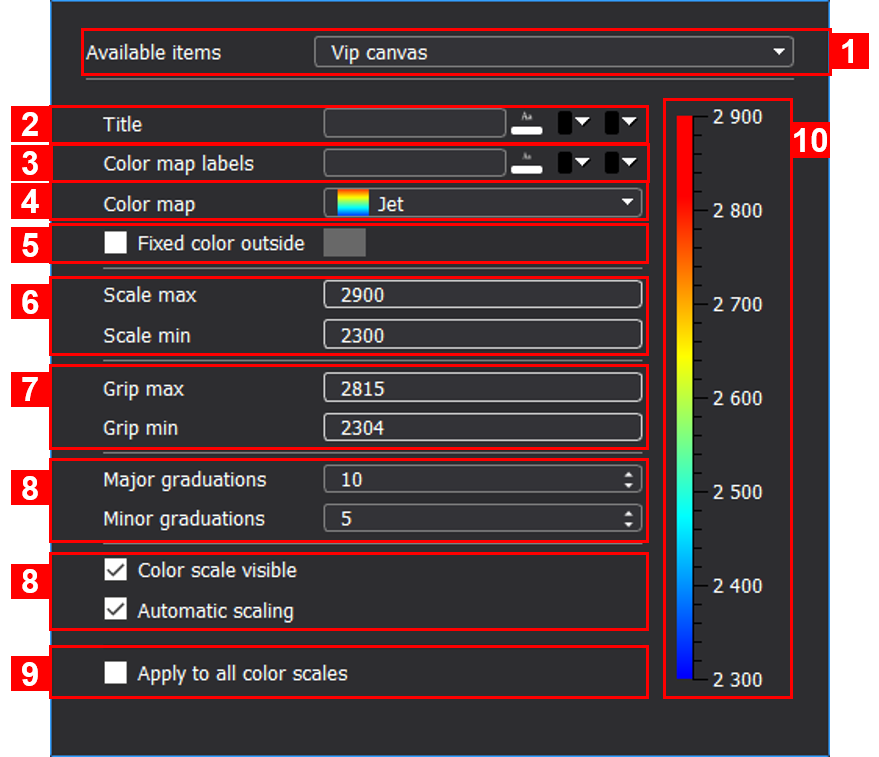 Available items Vip canvas 1
2 Title Aa
3 Color map labels Aa
4 Color map Jet
5 Fixed color outside
6 Scale max 2900
Scale min 2300
7 Grip max 2815
Grip min 2304
8 Major graduations 10
Minor graduations 5
8 Color scale visible
Automatic scaling
9 Apply to all color scales
10
2 900
2 800
2 700
2 600
2 500
2 400
2 300